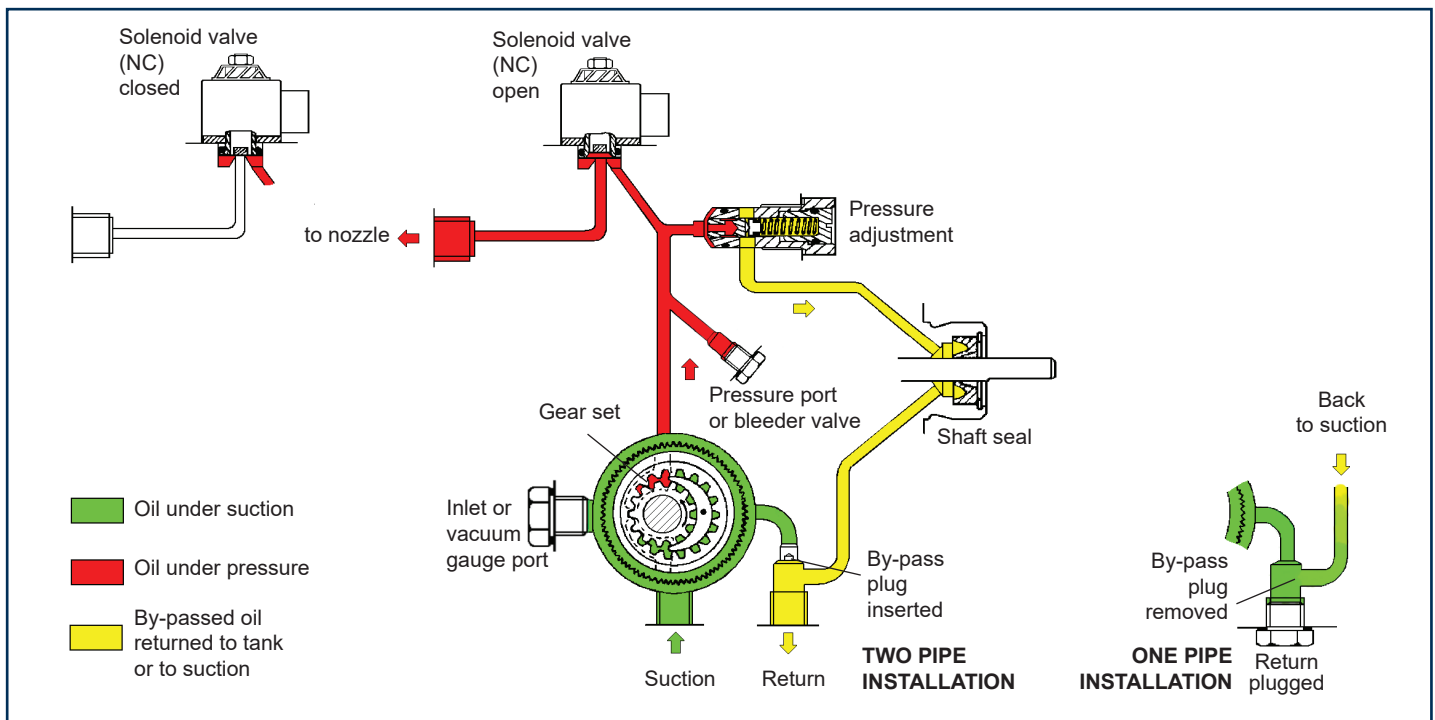 Solenoid valve
(NC)
closed
Solenoid valve
(NC)
open
to nozzle
Pressure
adjustment
Pressure port
or bleeder valve
Gear set
Shaft seal
Back
to suction
Oil under suction
Oil under pressure
By-passed oil
returned to tank
or to suction
Inlet or
vacuum
gauge port
By-pass
plug
inserted
By-pass
plug
removed
Suction
Return
TWO PIPE
INSTALLATION
ONE PIPE
INSTALLATION
Return
plugged